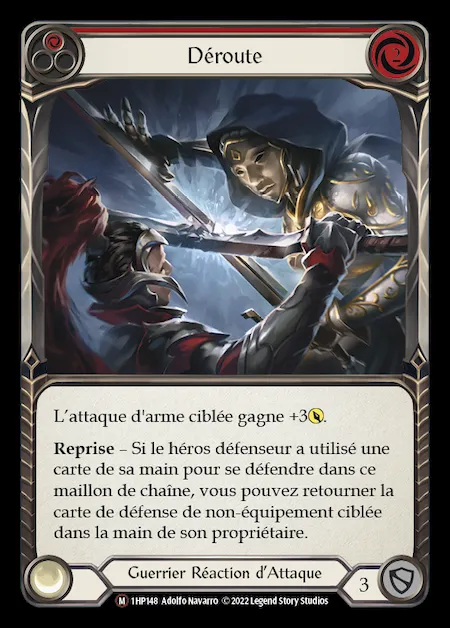 Déroute
L'attaque d'arme ciblée gagne +3.
Reprise – Si le héros défenseur a utilisé une
carte de sa main pour se défendre dans ce
maillon de chaîne, vous pouvez retourner la
carte de défense de non-équipement ciblée
dans la main de son propriétaire.
Guerrier Réaction d'Attaque
3
M 1HP148 Adolfo Navarro ©2022 Legend Story Studios